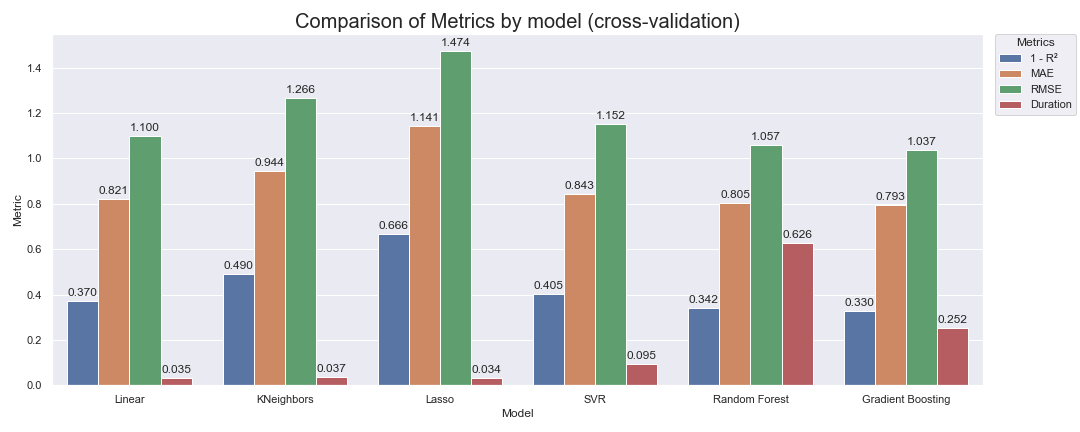 Comparison of Metrics by model (cross-validation)
Metrics
1 - R²
MAE
RMSE
Duration
Metric
1.4
1.2
1.0
0.8
0.6
0.4
0.2
0.0
0.370
0.821
1.100
0.035
0.490
0.944
1.266
0.037
0.666
1.141
1.474
0.034
0.405
0.843
1.152
0.095
0.342
0.805
1.057
0.626
0.330
0.793
1.037
0.252
Linear
KNeighbors
Lasso
SVR
Random Forest
Gradient Boosting
Model